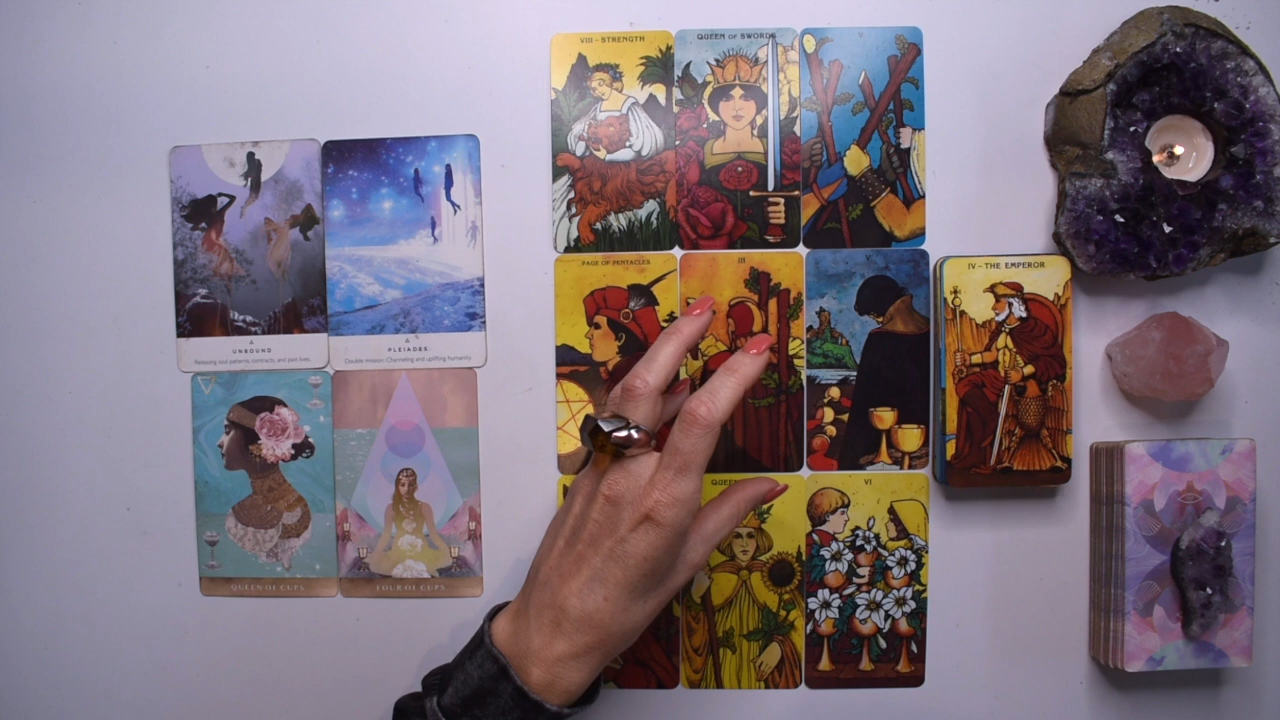 VIII - STRENGTH
QUEEN OF SWORDS
V
UNBOUND
Releasing soul patterns, contracts, and past lives.
PLEIADES
Double mission: Channeling and uplifting humanity
PAGE OF PENTACLES
III
V
IV - THE EMPEROR
QUEEN OF CUPS
FOUR OF CUPS
QUEEN
VI